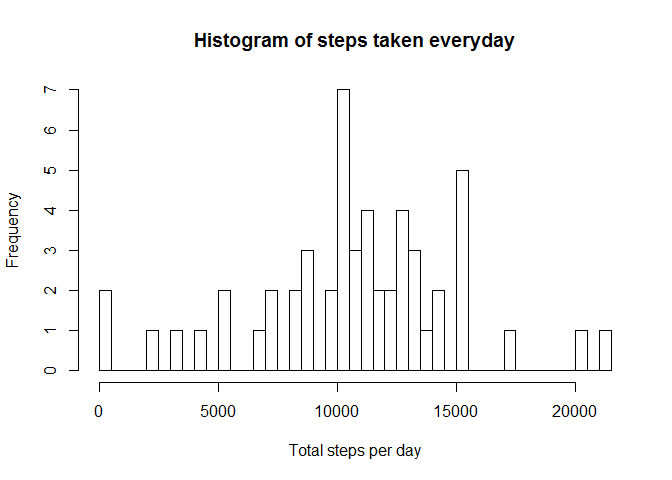 Histogram of steps taken everyday
Frequency
7
6
5
4
3
2
1
0
0 5000 10000 15000 20000
Total steps per day